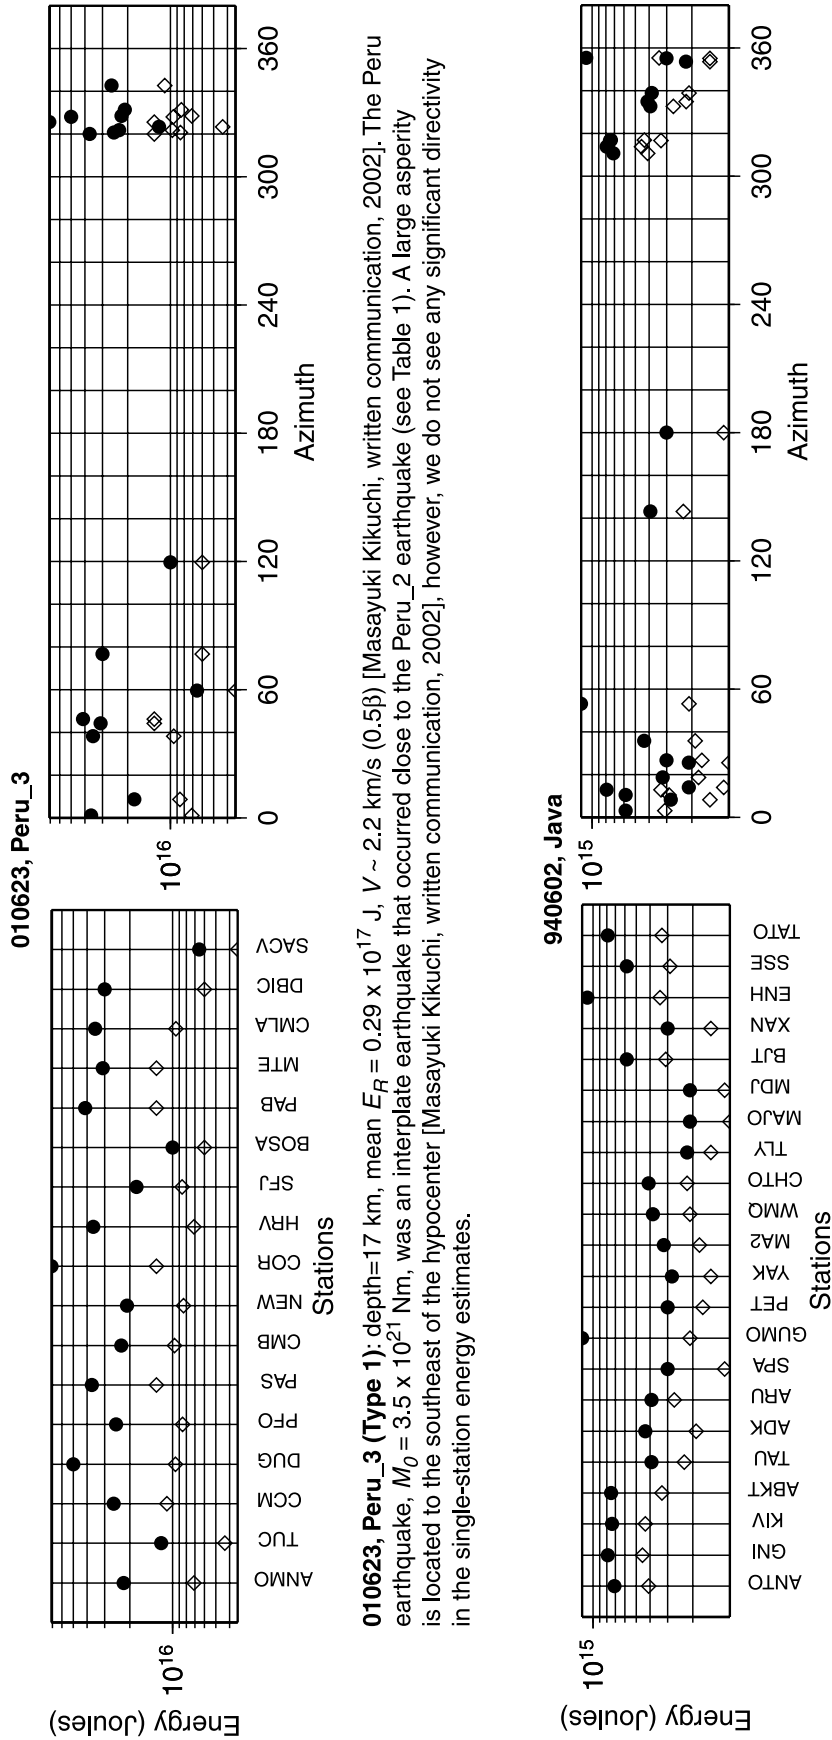 010623, Peru_3
Energy (Joules)
10^16
ANMO
TUC
CCM
DUG
PFO
PAS
CMB
NEW
COR
HRV
SFJ
BOSA
PAB
MTE
CMLA
DBIC
SACV
Stations
10^16
0
60
120
180
240
300
360
Azimuth
010623, Peru_3 (Type 1): depth=17 km, mean E_R = 0.29 x 10^17 J, V ~ 2.2 km/s (0.5β) [Masayuki Kikuchi, written communication, 2002]. The Peru
earthquake, M_0 = 3.5 x 10^21 Nm, was an interplate earthquake that occurred close to the Peru_2 earthquake (see Table 1). A large asperity
is located to the southeast of the hypocenter [Masayuki Kikuchi, written communication, 2002], however, we do not see any significant directivity
in the single-station energy estimates.
940602, Java
Energy (Joules)
10^15
ANTO
GNI
KIV
ABKT
TAU
ADK
ARU
SPA
GUMO
PET
YAK
MA2
WMQ
CHTO
TLY
MAJO
MDJ
BJT
XAN
ENH
SSE
TATO
Stations
10^15
0
60
120
180
240
300
360
Azimuth